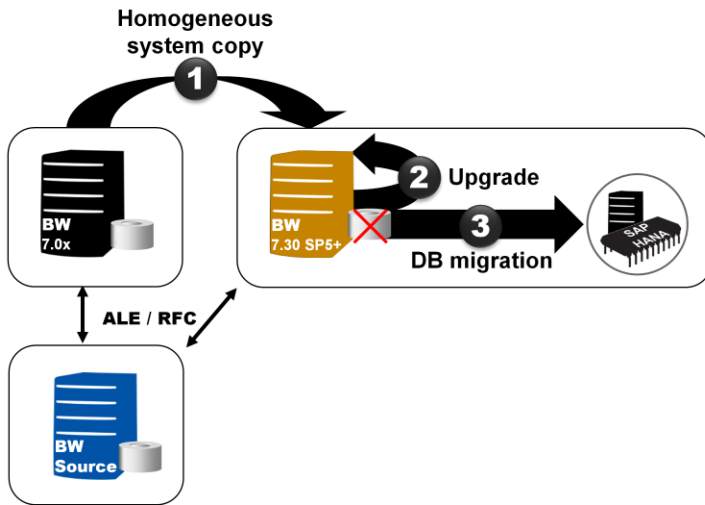 Homogeneous
system copy
1
BW
7.0x
BW
7.30 SP5+
2 Upgrade
3
DB migration
SAP
HANA
ALE / RFC
BW
Source